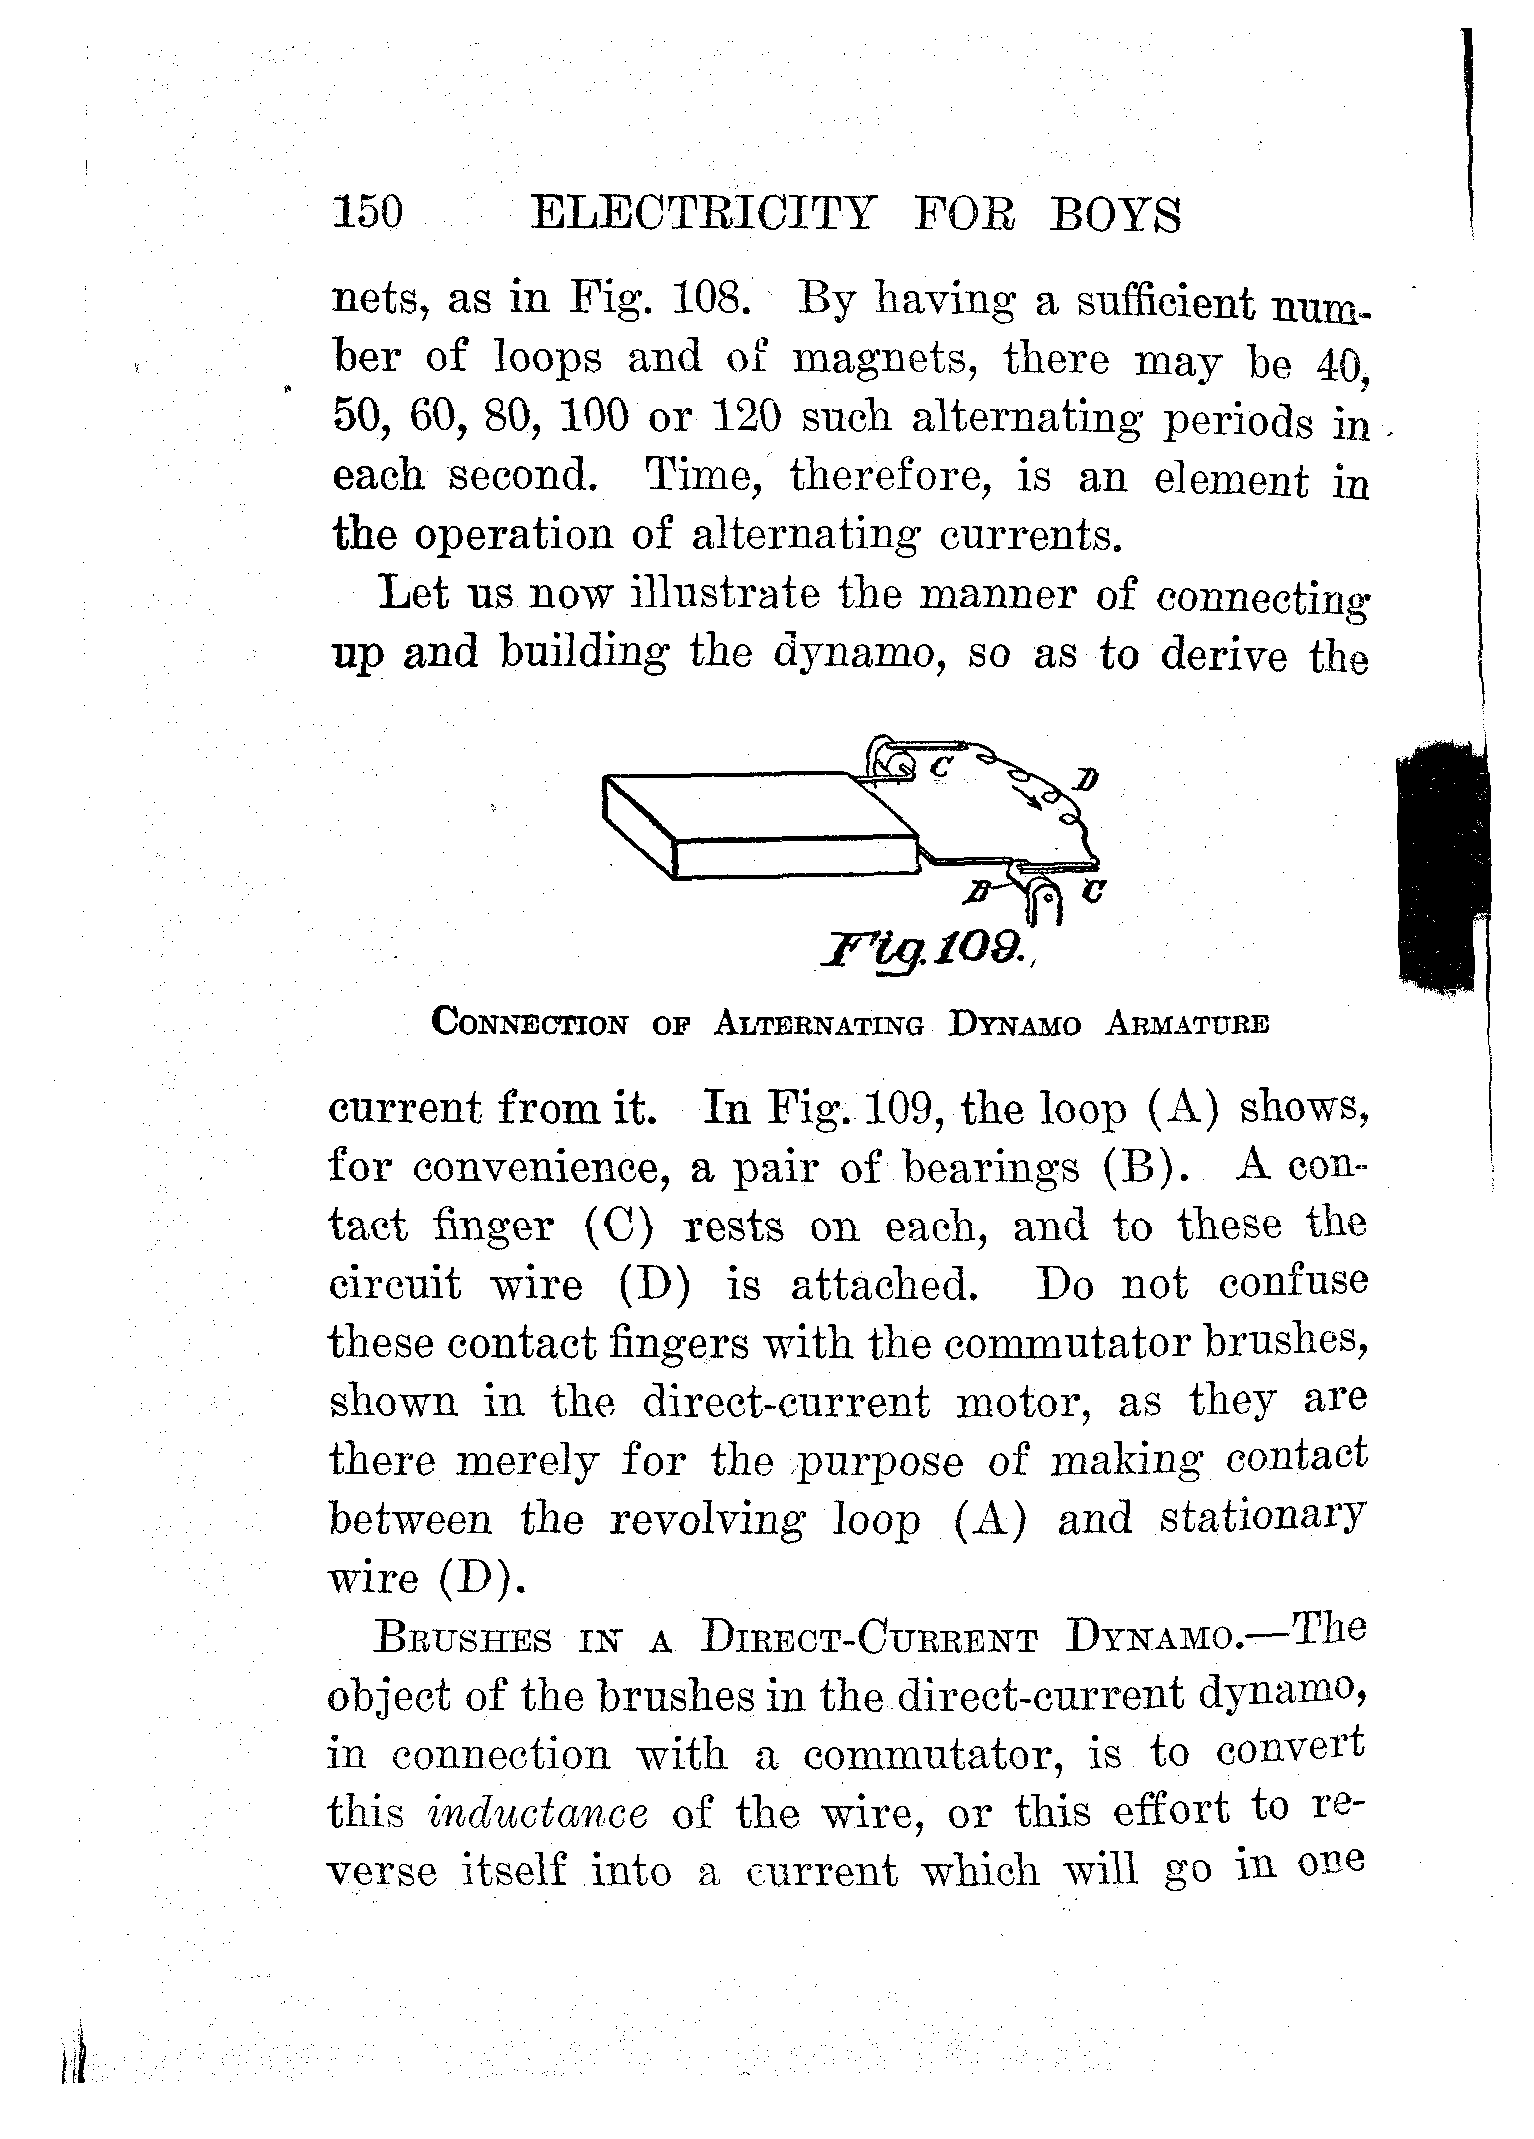 150 ELECTRICITY FOR BOYS
nets, as in Fig. 108. By having a sufficient num-
ber of loops and of magnets, there may be 40,
50, 60, 80, 100 or 120 such alternating periods in
each second. Time, therefore, is an element in
the operation of alternating currents.
Let us now illustrate the manner of connecting
up and building the dynamo, so as to derive the
C
D
B
C
Fig. 109.
CONNECTION OF ALTERNATING DYNAMO ARMATURE
current from it. In Fig. 109, the loop (A) shows,
for convenience, a pair of bearings (B). A con-
tact finger (C) rests on each, and to these the
circuit wire (D) is attached. Do not confuse
these contact fingers with the commutator brushes,
shown in the direct-current motor, as they are
there merely for the purpose of making contact
between the revolving loop (A) and stationary
wire (D).
BRUSHES IN A DIRECT-CURRENT DYNAMO.—The
object of the brushes in the direct-current dynamo,
in connection with a commutator, is to convert
this inductance of the wire, or this effort to re-
verse itself into a current which will go in one